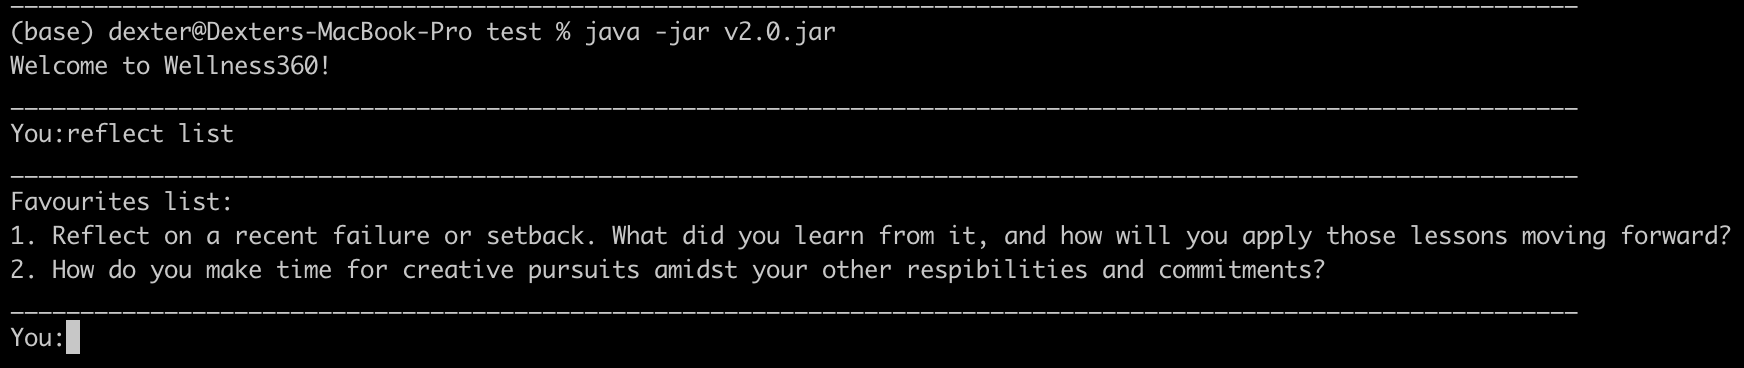 (base) dexter@Dexters-MacBook-Pro test % java -jar v2.0.jar
Welcome to Wellness360!
You:reflect list
Favourites list:
1. Reflect on a recent failure or setback. What did you learn from it, and how will you apply those lessons moving forward?
2. How do you make time for creative pursuits amidst your other respibilities and commitments?
You: